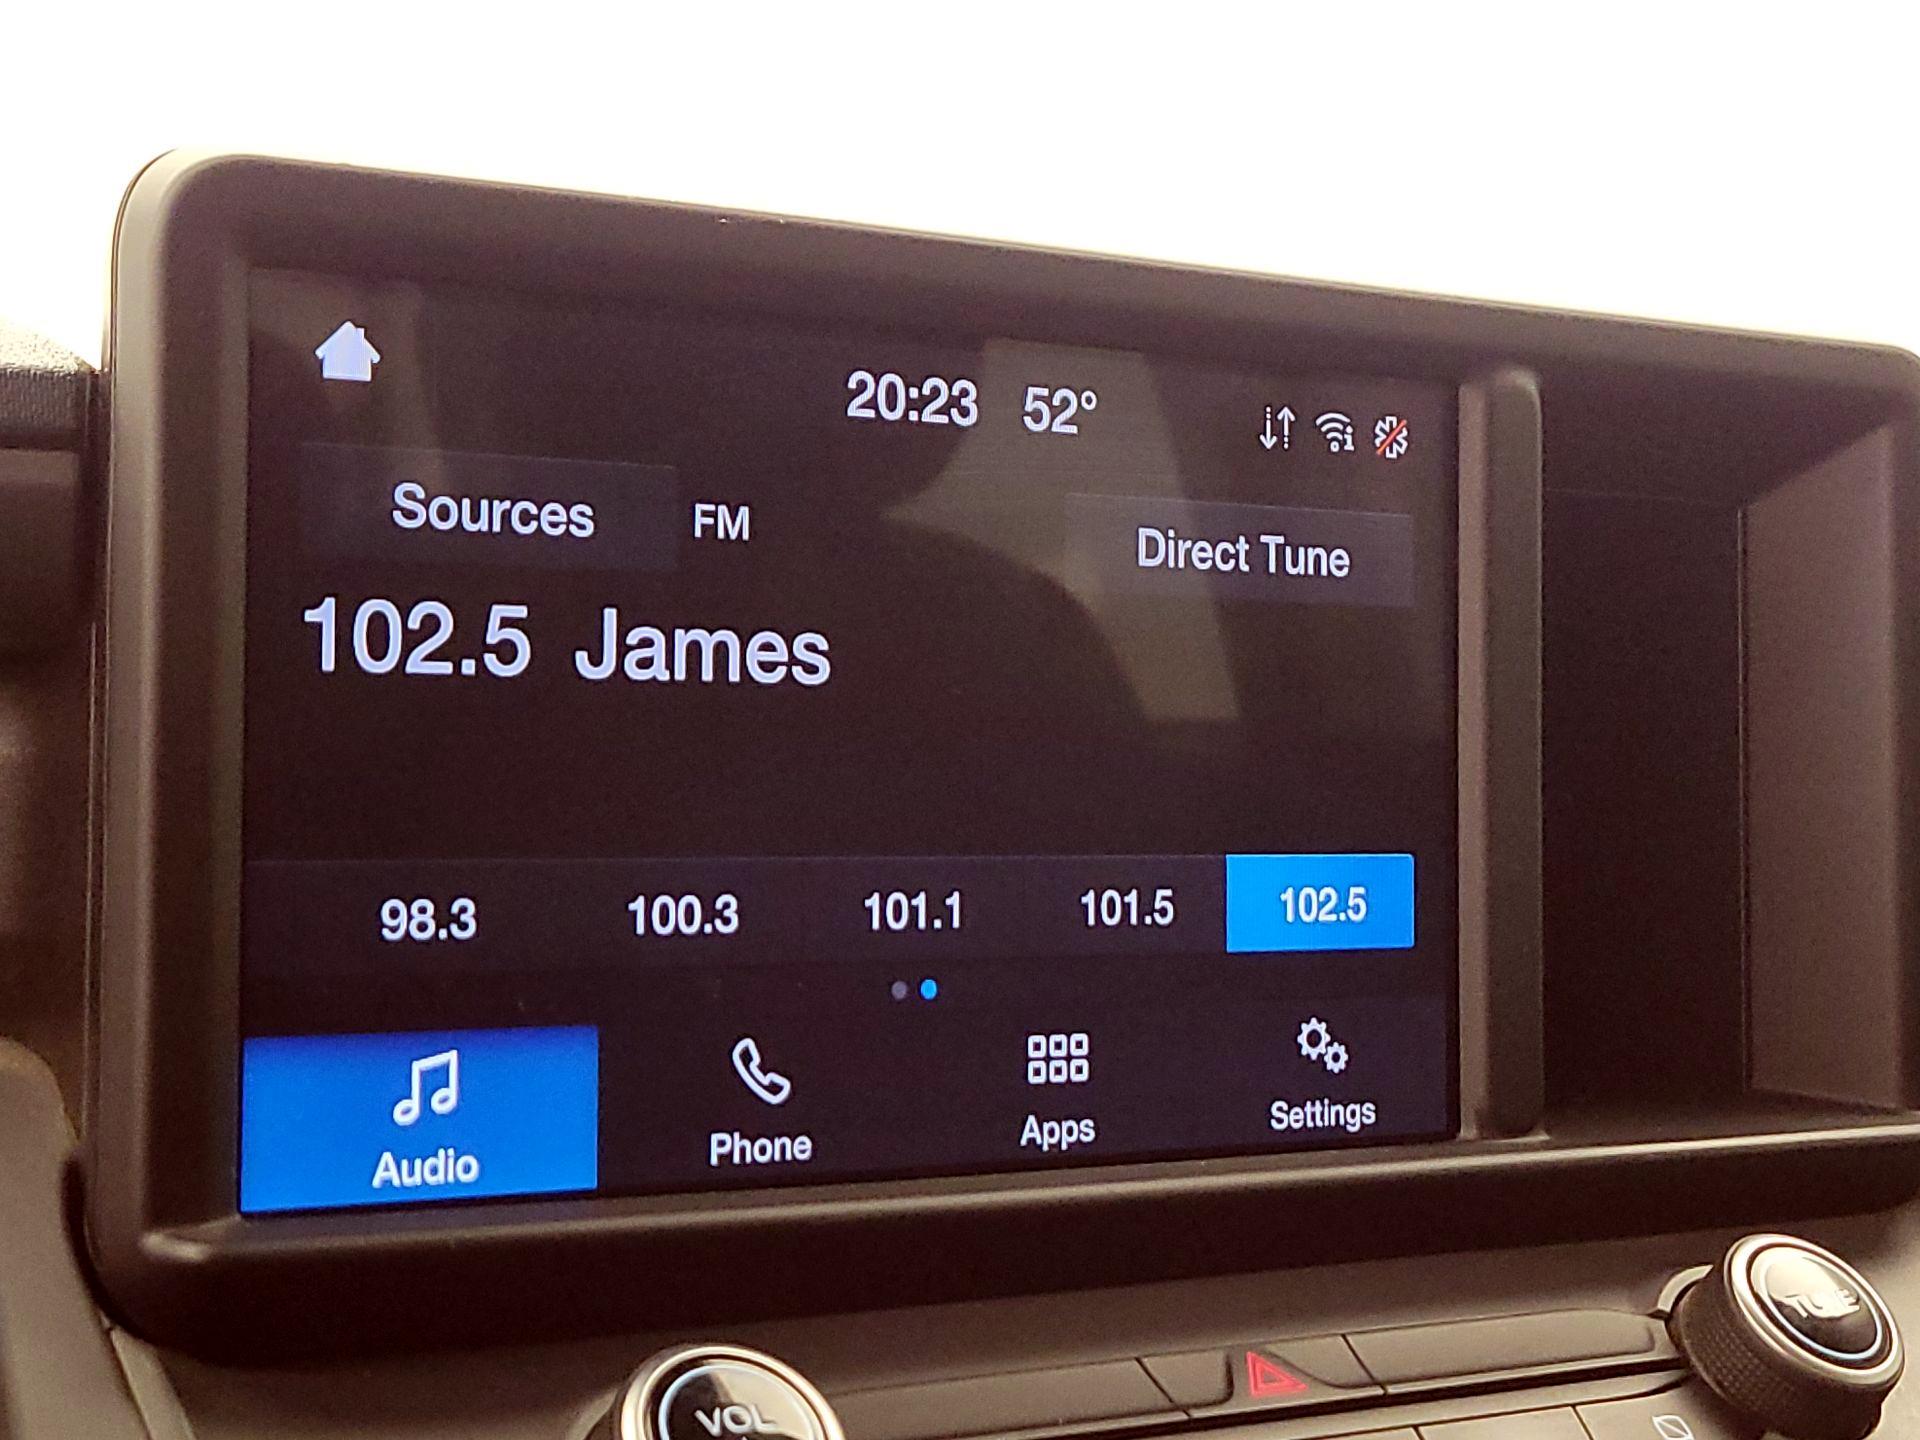 20:23 52°
Sources FM Direct Tune
102.5 James
98.3 100.3 101.1 101.5 102.5
Audio Phone Apps Settings
VOL
TUNE